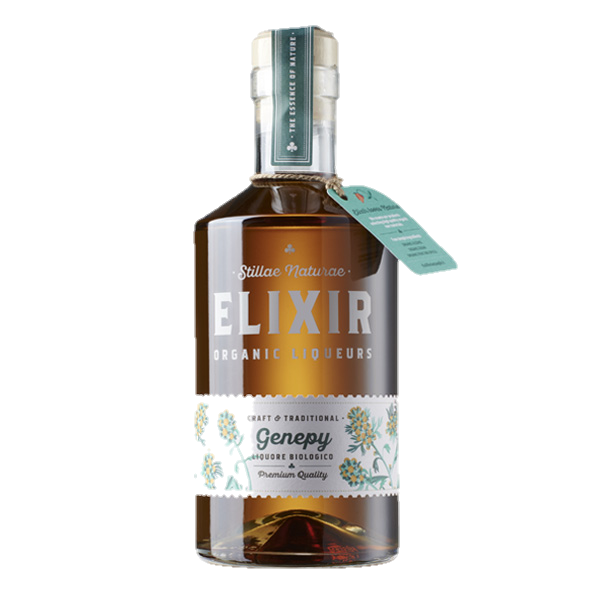 • THE ESSENCE OF NATURE •
• Stillae Naturae •
ELIXIR
ORGANIC LIQUEURS
CRAFT & TRADITIONAL •
Genepy
LIQUORE BIOLOGICO
Premium Quality